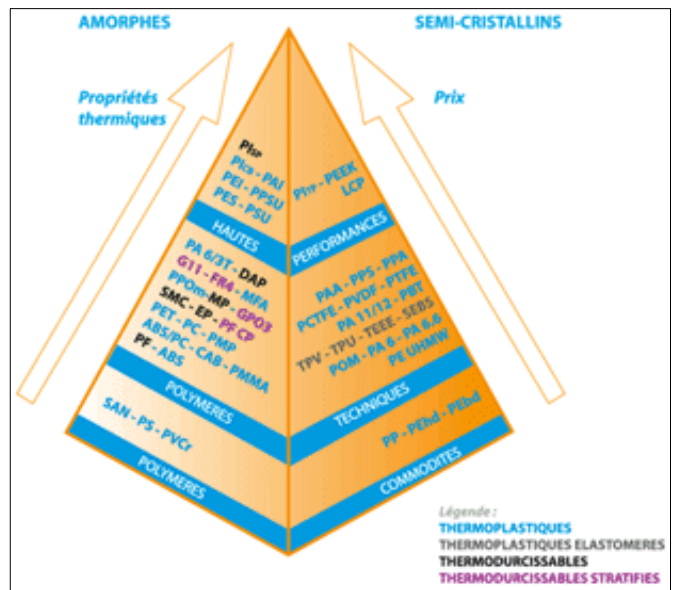 AMORPHES
SEMI-CRISTALLINS
Propriétés
thermiques
Prix
PISP
PICB - PAI
PEI - PPSU
PES - PSU
PITP - PEEK
LCP
HAUTES
PERFORMANCES
PA 6/3T - DAP
G11 - FR4 - MFA
PPOm-MP - GPO3
SMC - EP - PF CP
PET - PC - PMP
ABS/PC - CAB - PMMA
PF - ABS
PAA - PPS - PPA
PCTFE - PVDF - PTFE
PA 11/12 - PBT
TPV - TPU - TEEE - SEBS
POM - PA 6 - PA 6.6
PE UHMW
POLYMERES
TECHNIQUES
SAN - PS - PVCr
PP - PEhd - PEbd
POLYMERES
COMMODITES
Légende :
THERMOPLASTIQUES
THERMOPLASTIQUES ELASTOMERES
THERMODURCISSABLES
THERMODURCISSABLES STRATIFIES